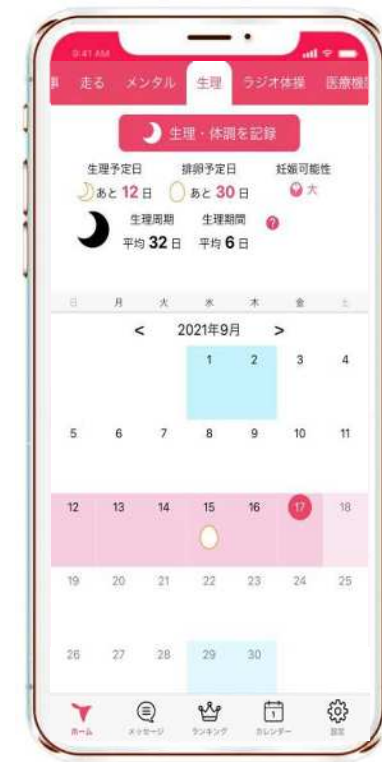 9:41 AM
事 走る メンタル 生理 ラジオ体操 医療機関
生理・体調を記録
生理予定日 排卵予定日 妊娠可能性
あと 12 日 あと 30 日 大
生理周期 生理期間
平均 32 日 平均 6 日 ?
日 月 火 水 木 金 土
< 2021年9月 >
1 2 3 4
5 6 7 8 9 10 11
12 13 14 15 16 17 18
19 20 21 22 23 24 25
26 27 28 29 30
1
ホーム メッセージ ランキング カレンダー 設定